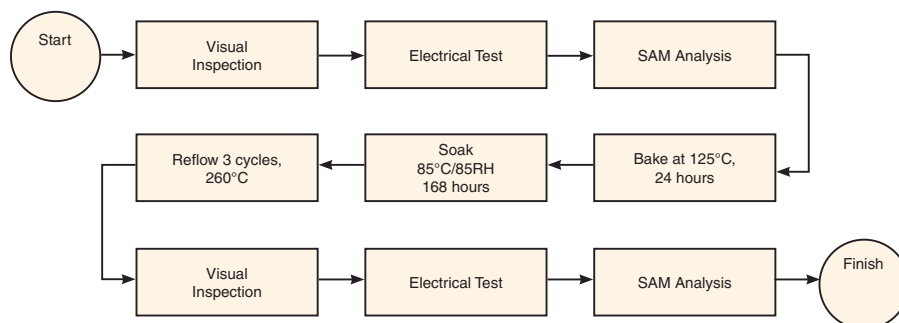 Start
Visual
Inspection
Electrical Test
SAM Analysis
Bake at 125°C,
24 hours
Soak
85°C/85RH
168 hours
Reflow 3 cycles,
260°C
Visual
Inspection
Electrical Test
SAM Analysis
Finish